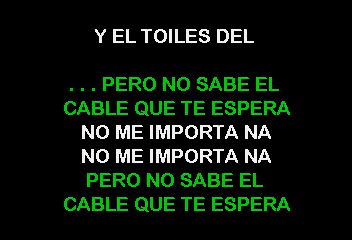 Y EL TOILES DEL
. . . PERO NO SABE EL
CABLE QUE TE ESPERA
NO ME IMPORTA NA
NO ME IMPORTA NA
PERO NO SABE EL
CABLE QUE TE ESPERA